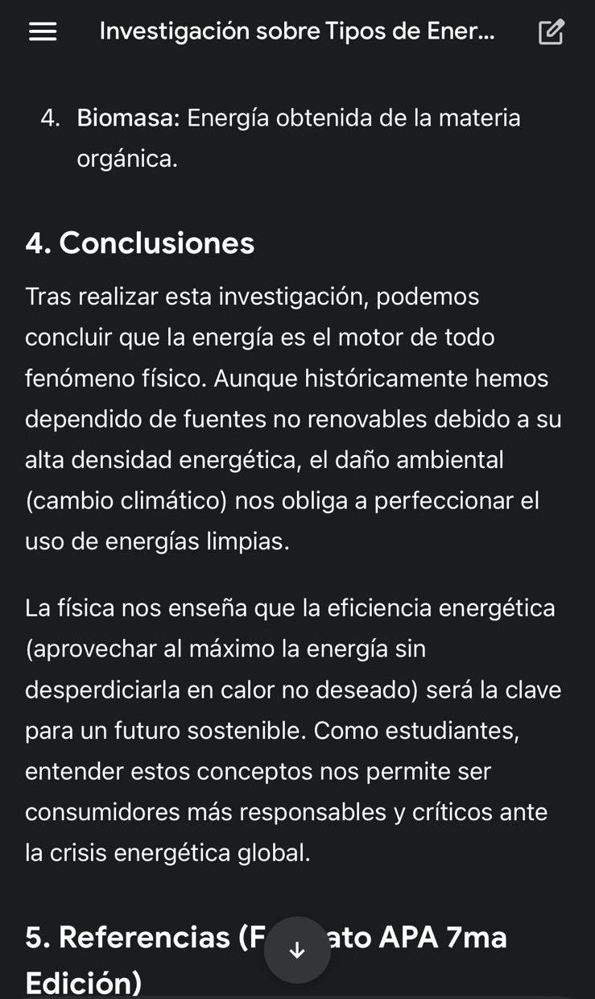 Investigación sobre Tipos de Ener...
4. Biomasa: Energía obtenida de la materia
orgánica.
4. Conclusiones
Tras realizar esta investigación, podemos
concluir que la energía es el motor de todo
fenómeno físico. Aunque históricamente hemos
dependido de fuentes no renovables debido a su
alta densidad energética, el daño ambiental
(cambio climático) nos obliga a perfeccionar el
uso de energías limpias.
La física nos enseña que la eficiencia energética
(aprovechar al máximo la energía sin
desperdiciarla en calor no deseado) será la clave
para un futuro sostenible. Como estudiantes,
entender estos conceptos nos permite ser
consumidores más responsables y críticos ante
la crisis energética global.
5. Referencias (F ato APA 7ma
Edición)